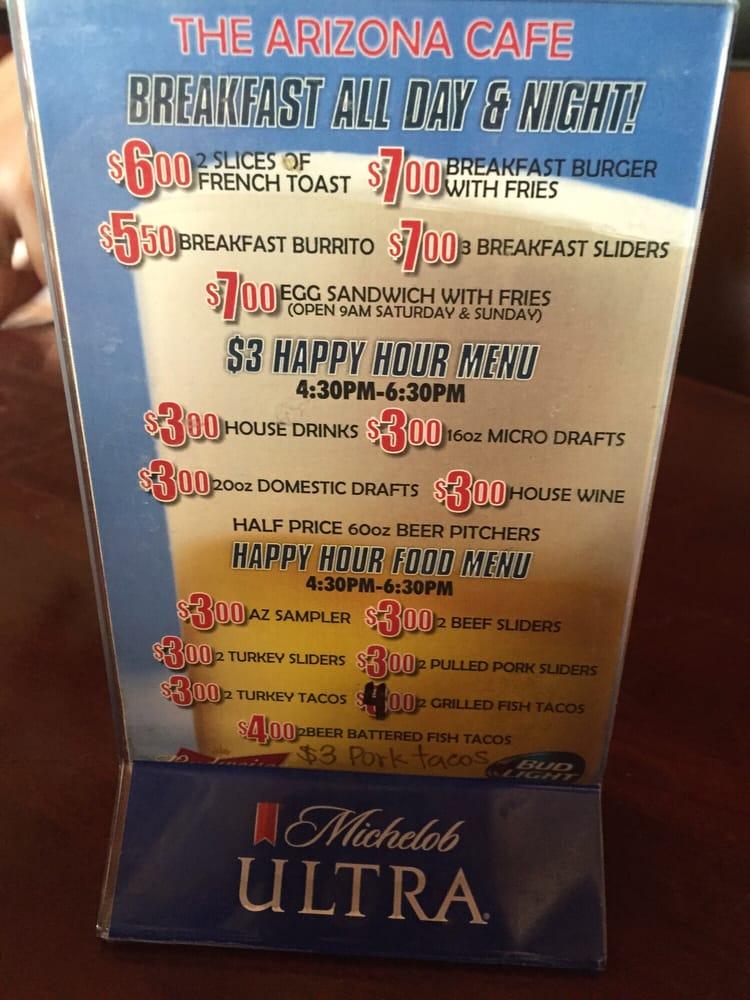 THE ARIZONA CAFE
BREAKFAST ALL DAY & NIGHT!
$6.00 2 SLICES OF FRENCH TOAST $7.00 BREAKFAST BURGER WITH FRIES
$5.50 BREAKFAST BURRITO $7.00 3 BREAKFAST SLIDERS
$7.00 EGG SANDWICH WITH FRIES
(OPEN 9AM SATURDAY & SUNDAY)
$3 HAPPY HOUR MENU
4:30PM-6:30PM
$3.00 HOUSE DRINKS $3.00 16oz MICRO DRAFTS
$3.00 20oz DOMESTIC DRAFTS $3.00 HOUSE WINE
HALF PRICE 60oz BEER PITCHERS
HAPPY HOUR FOOD MENU
4:30PM-6:30PM
$3.00 AZ SAMPLER $3.00 2 BEEF SLIDERS
$3.00 2 TURKEY SLIDERS $3.00 2 PULLED PORK SLIDERS
$3.00 2 TURKEY TACOS $4.00 2 GRILLED FISH TACOS
$4.00 2BEER BATTERED FISH TACOS
Budweiser $3 Pork tacos BUD LIGHT
Michelob
ULTRA